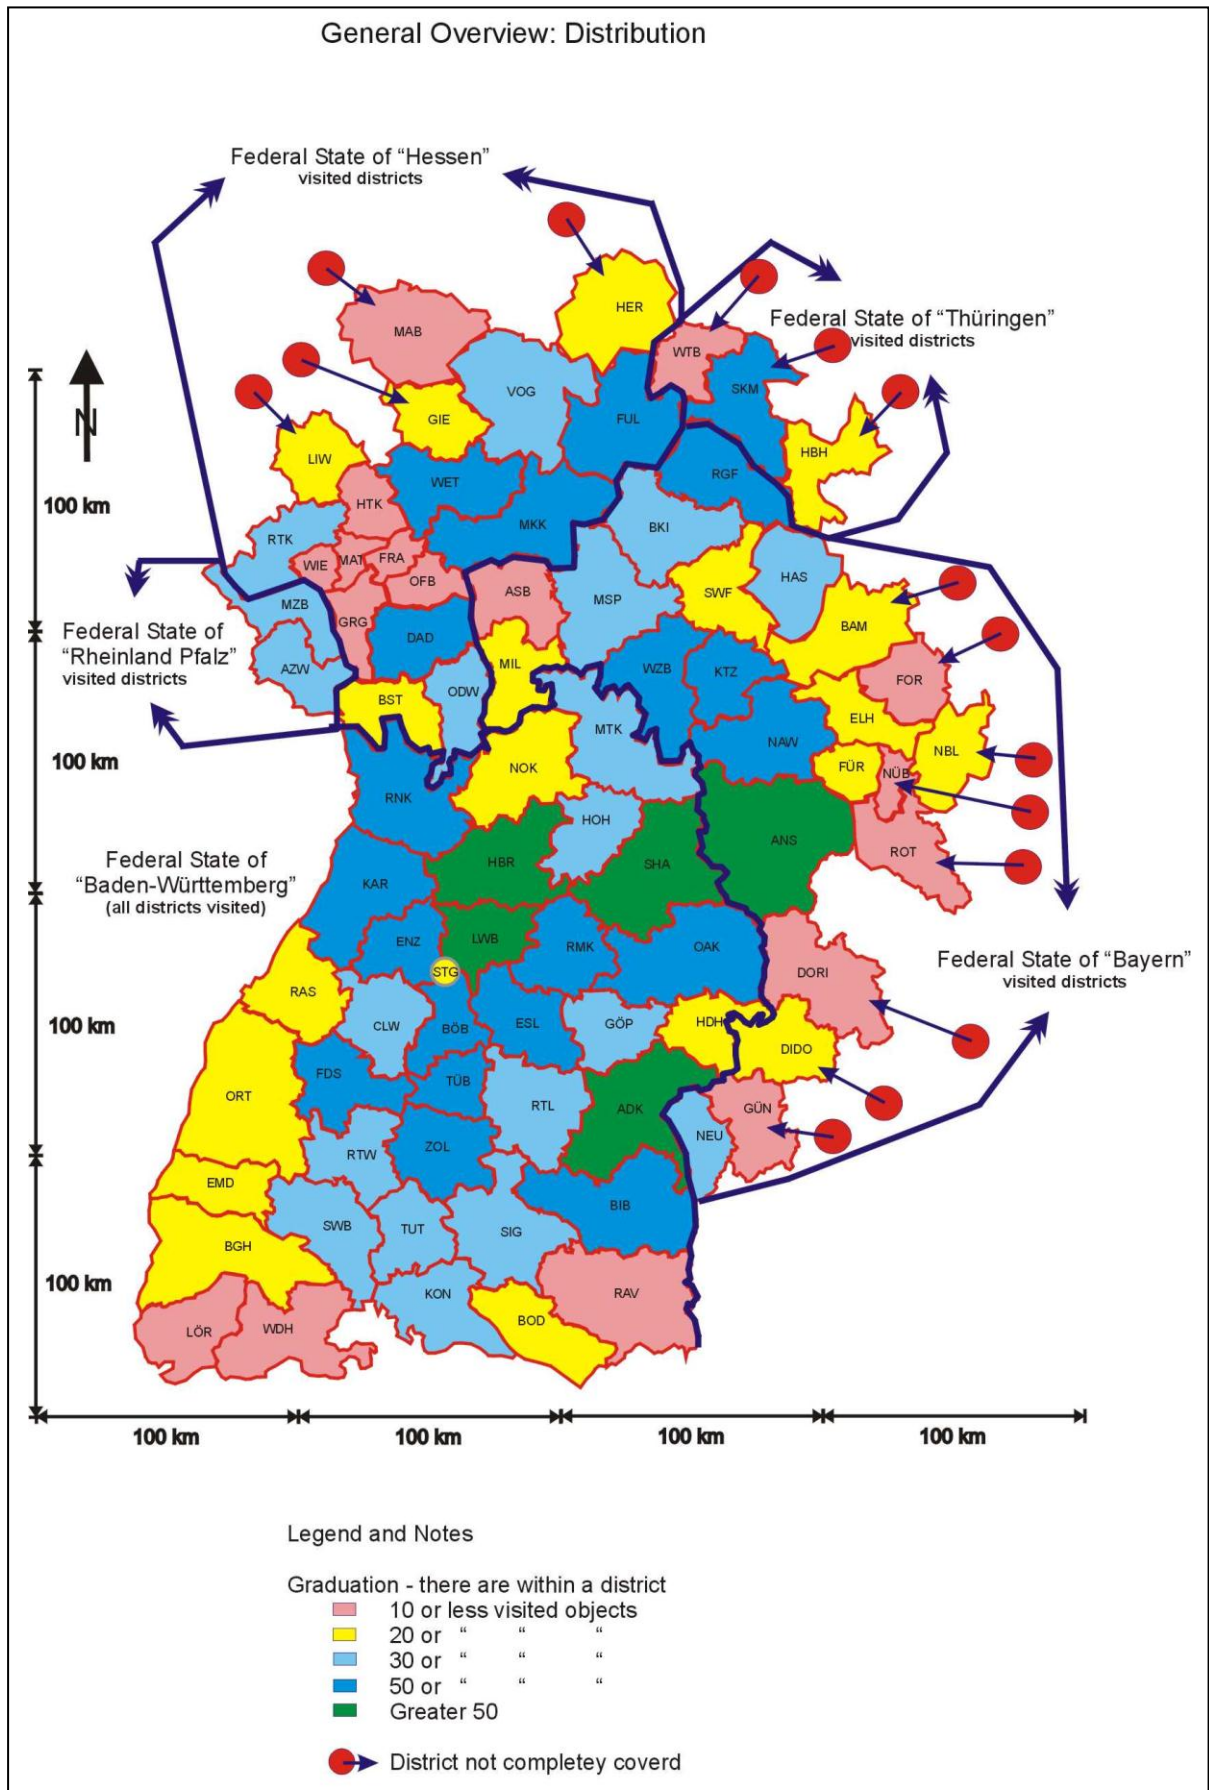 General Overview: Distribution
Federal State of "Hessen"
visited districts
Federal State of "Thüringen"
visited districts
HER
MAB
WTB
VOG
SKM
N
GIE
FUL
HBH
LIW
WET
RGF
100 km
HTK
MKK
BKI
RTK
WIE
MAT
FRA
OFB
ASB
MSP
SWF
HAS
MZB
GRG
DAD
BAM
Federal State of
"Rheinland Pfalz"
visited districts
AZW
MIL
WZB
KTZ
FOR
BST
ODW
ELH
MTK
NAW
NBL
100 km
NOK
FÜR
NÜB
RNK
HOH
ANS
ROT
HBR
SHA
Federal State of
"Baden-Württemberg"
(all districts visited)
KAR
ENZ
LWB
RMK
OAK
Federal State of "Bayern"
visited districts
STG
DORI
RAS
100 km
CLW
BÖB
ESL
GÖP
HDH
DIDO
FDS
TÜB
ORT
RTL
ADK
GÜN
NEU
RTW
ZOL
EMD
BIB
SWB
TUT
SIG
BGH
100 km
KON
RAV
BOD
LÖR
WDH
100 km
100 km
100 km
100 km
Legend and Notes
Graduation - there are within a district
10 or less visited objects
20 or “ “ “
30 or “ “ “
50 or “ “ “
Greater 50
District not completey coverd